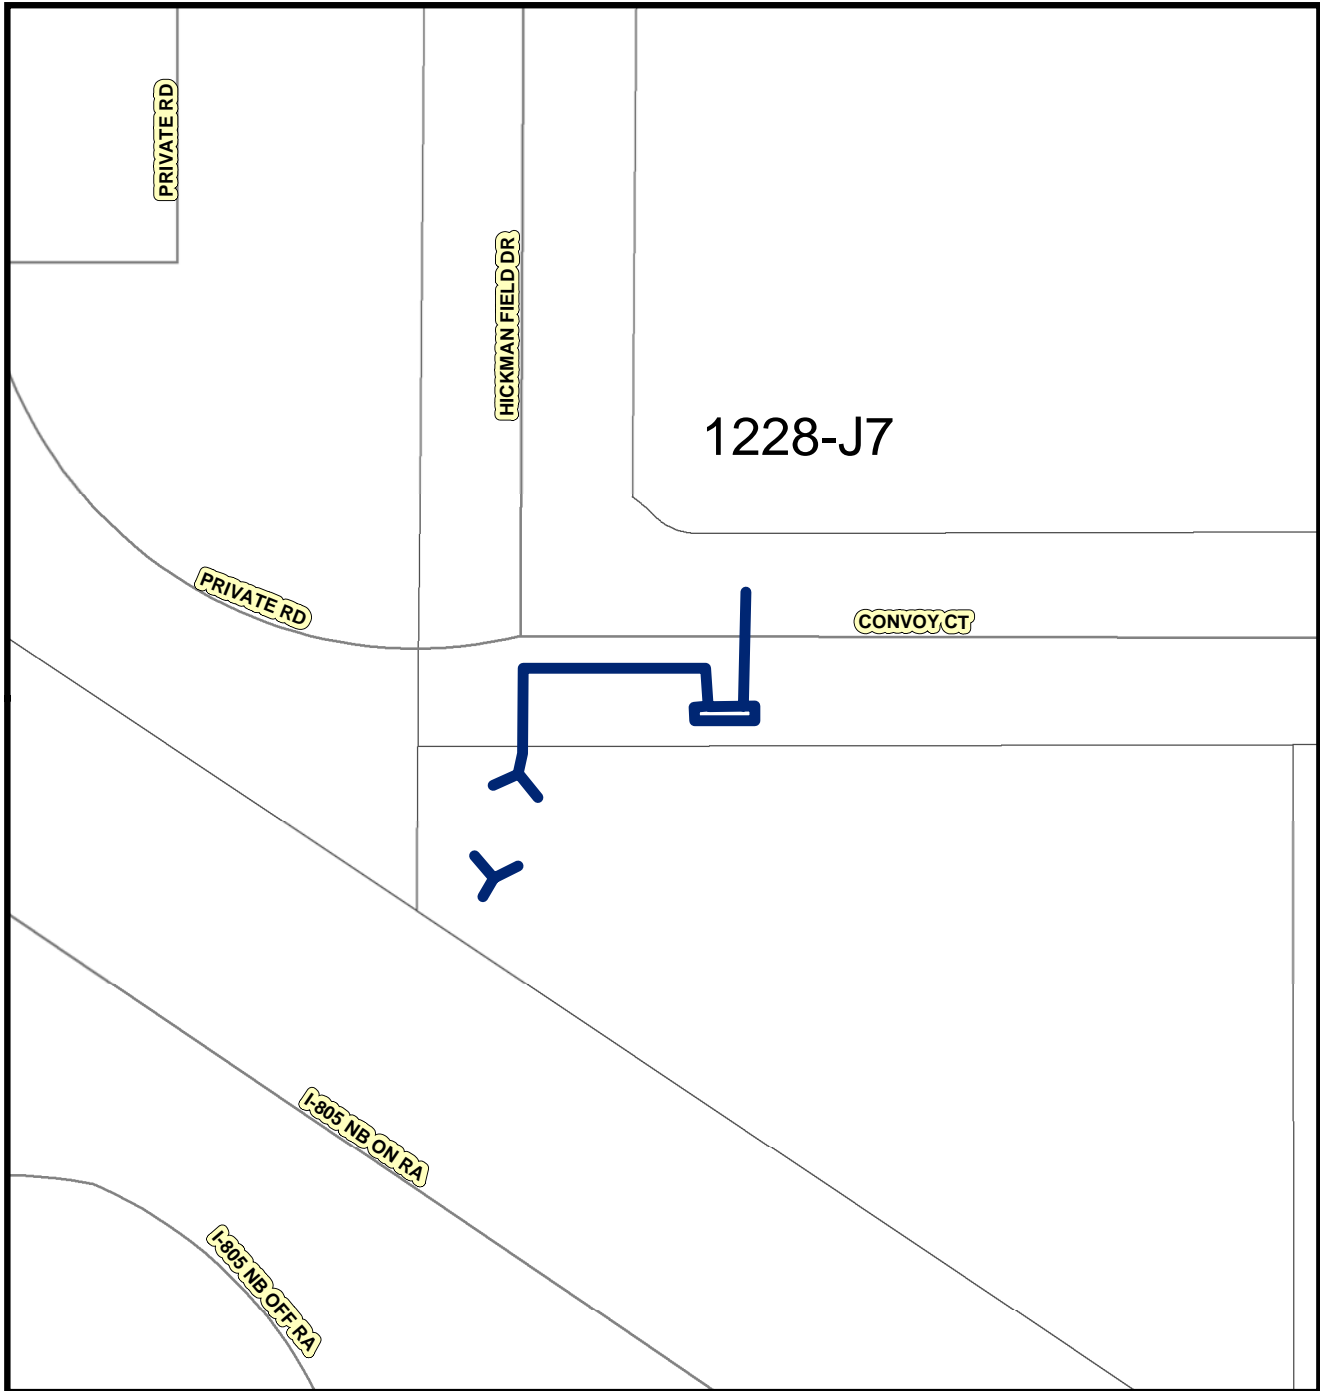 PRIVATE RD
HICKMAN FIELD DR
1228-J7
PRIVATE RD
CONVOY CT
I-805 NB ON RA
I-805 NB OFF RA